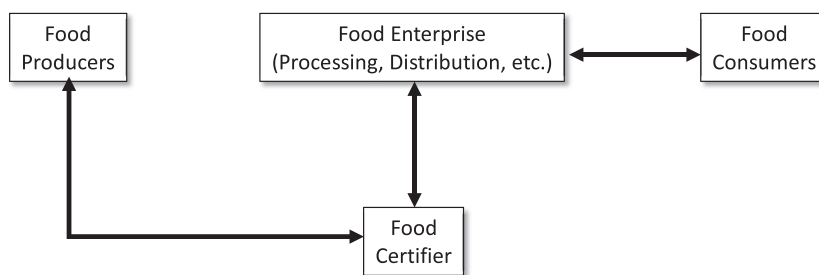 Food
Producers
Food Enterprise
(Processing, Distribution, etc.)
Food
Consumers
Food
Certifier